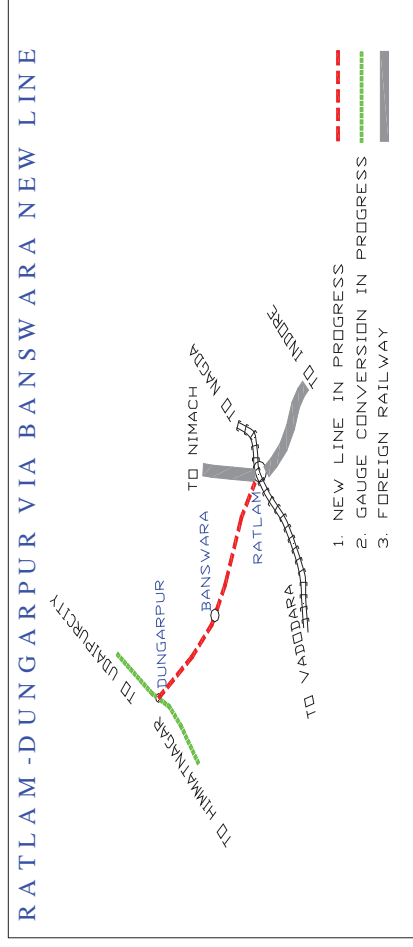 RATLAM-DUNGARPUR VIA BANSWARA NEW LINE
TO UDAIPURCITY
DUNGARPUR
TO HIMMATNAGAR
BANSWARA
TO NIMACH
TO NAGDA
RATLAM
TO INDORE
TO VADODARA
1. NEW LINE IN PROGRESS
2. GAUGE CONVERSION IN PROGRESS
3. FOREIGN RAILWAY